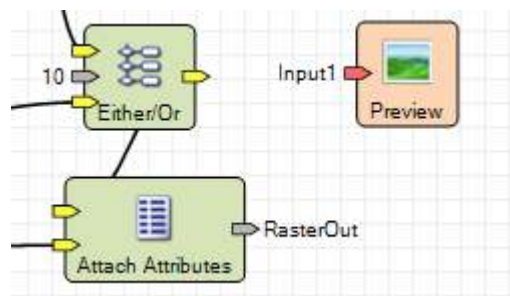 10
Either/Or
Input1
Preview
RasterOut
Attach Attributes